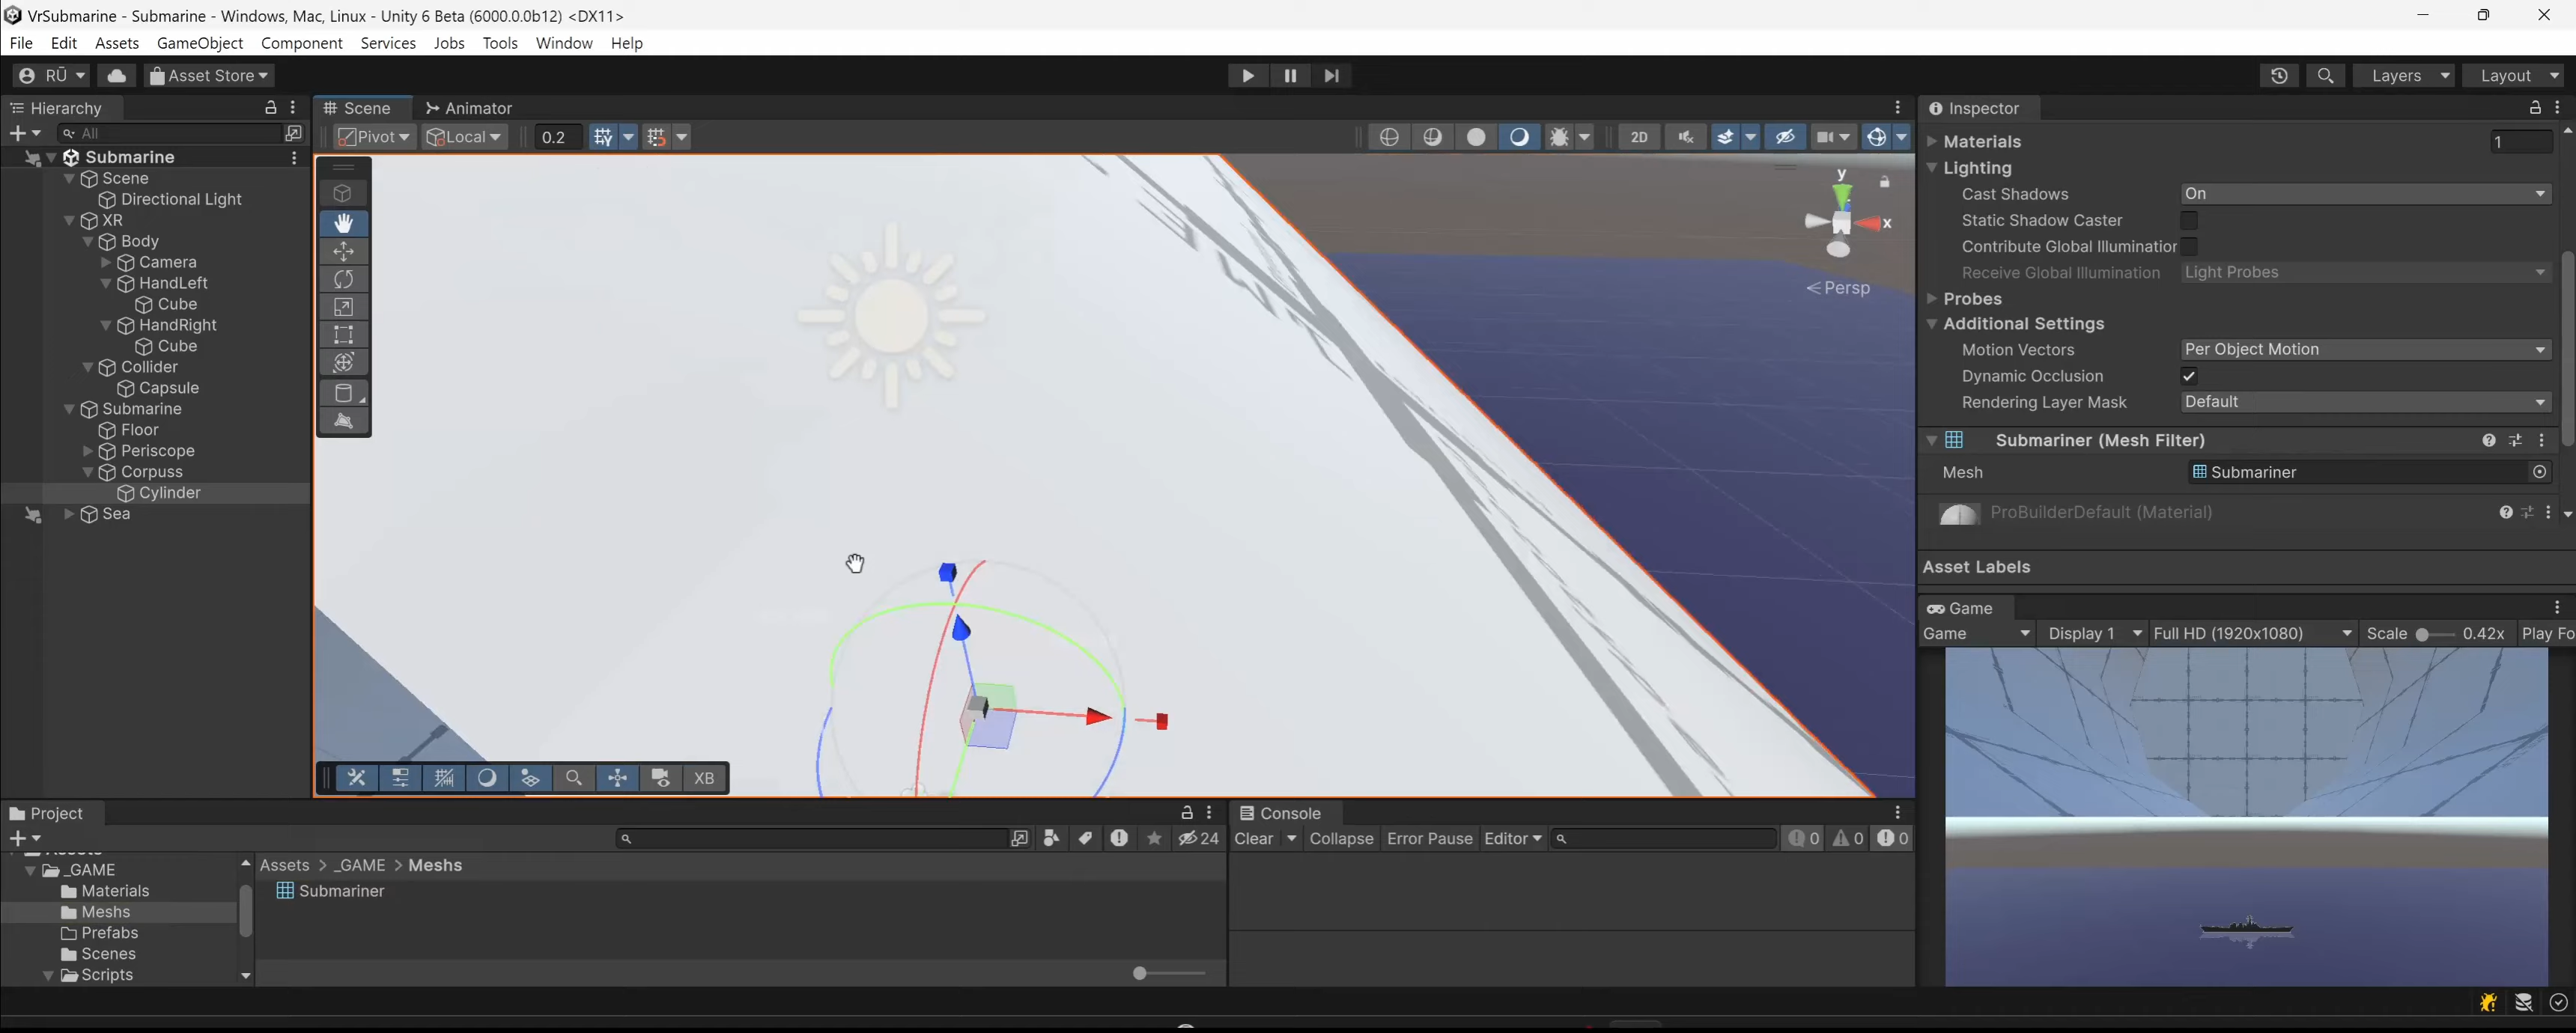 VrSubmarine - Submarine - Windows, Mac, Linux - Unity 6 Beta (6000.0.0b12) <DX11>
File Edit Assets GameObject Component Services Jobs Tools Window Help
RŪ Asset Store Layers Layout
Hierarchy
All
Submarine
Scene
Directional Light
XR
Body
Camera
HandLeft
Cube
HandRight
Cube
Collider
Capsule
Submarine
Floor
Periscope
Corpuss
Cylinder
Sea
Scene Animator
Pivot Local 0.2 2D
y
x
Persp
XB
Inspector
Materials 1
Lighting
Cast Shadows On
Static Shadow Caster
Contribute Global Illumination
Receive Global Illumination Light Probes
Probes
Additional Settings
Motion Vectors Per Object Motion
Dynamic Occlusion
Rendering Layer Mask Default
Submariner (Mesh Filter)
Mesh Submariner
ProBuilderDefault (Material)
Asset Labels
Game
Game Display 1 Full HD (1920x1080) Scale 0.42x Play Fo
Project
24
Assets
_GAME
Materials
Meshs
Prefabs
Scenes
Scripts
Assets > _GAME > Meshs
Submariner
Console
Clear Collapse Error Pause Editor 0 0 0